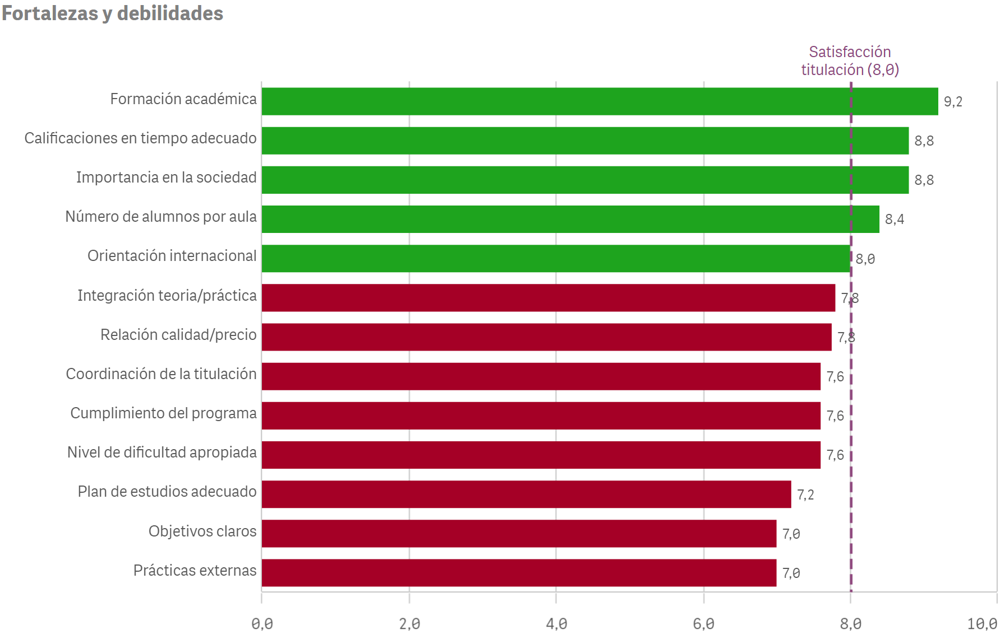 Fortalezas y debilidades
Satisfacción
titulación (8,0)
Formación académica
9,2
Calificaciones en tiempo adecuado
8,8
Importancia en la sociedad
8,8
Número de alumnos por aula
8,4
Orientación internacional
8,0
Integración teoria/práctica
7,8
Relación calidad/precio
7,8
Coordinación de la titulación
7,6
Cumplimiento del programa
7,6
Nivel de dificultad apropiada
7,6
Plan de estudios adecuado
7,2
Objetivos claros
7,0
Prácticas externas
7,0
0,0 2,0 4,0 6,0 8,0 10,0